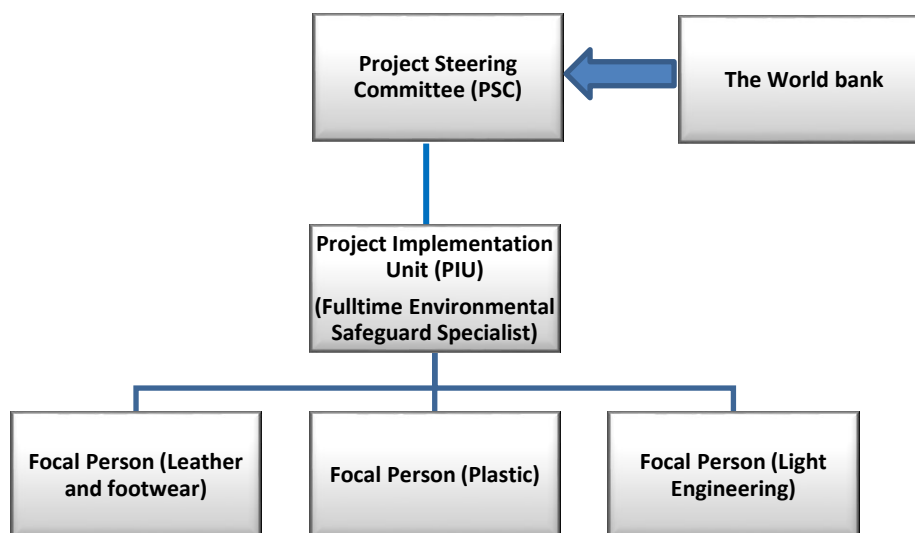 Project Steering
Committee (PSC)
The World bank
Project Implementation
Unit (PIU)
(Fulltime Environmental
Safeguard Specialist)
Focal Person (Leather
and footwear)
Focal Person (Plastic)
Focal Person (Light
Engineering)